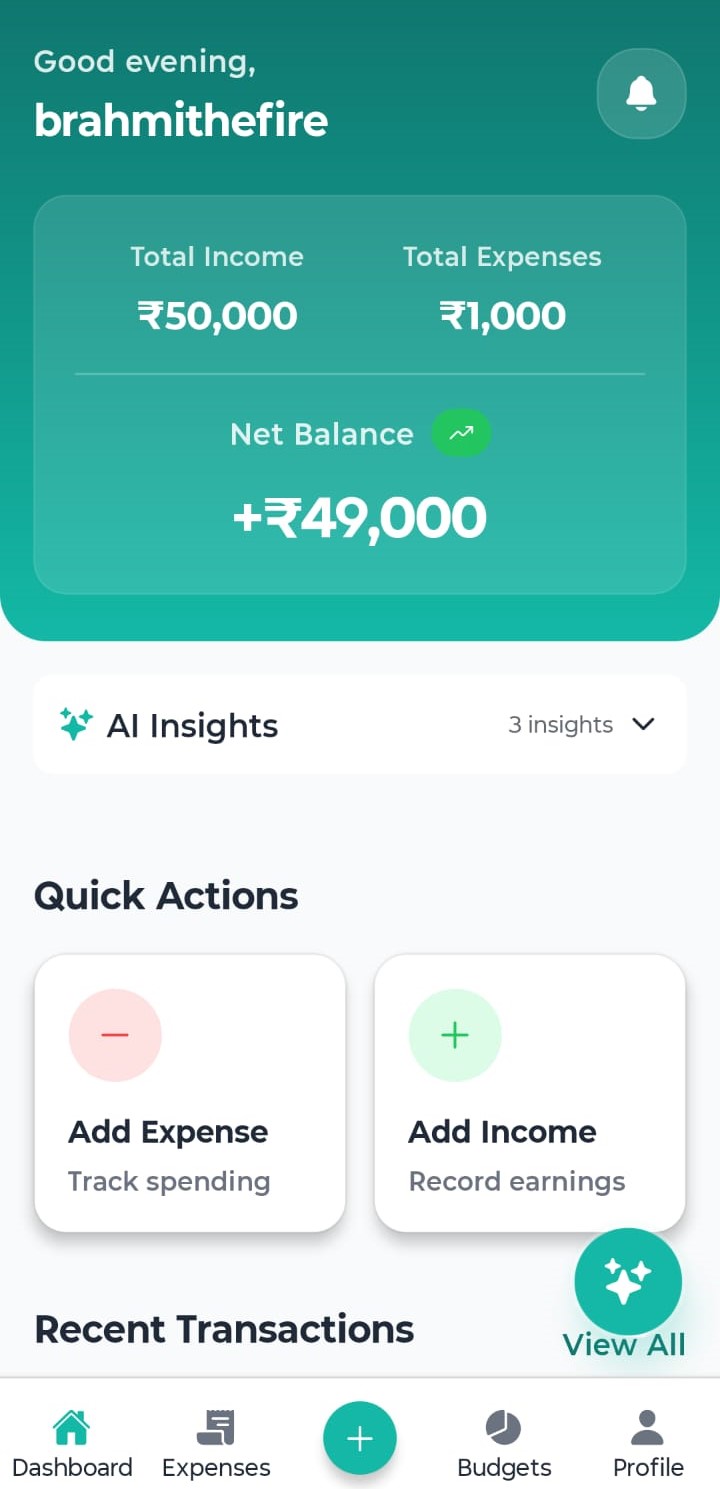 Good evening,
brahmithefire
Total Income
Total Expenses
₹50,000
₹1,000
Net Balance
+₹49,000
AI Insights
3 insights
Quick Actions
Add Expense
Track spending
Add Income
Record earnings
Recent Transactions
View All
Dashboard
Expenses
Budgets
Profile